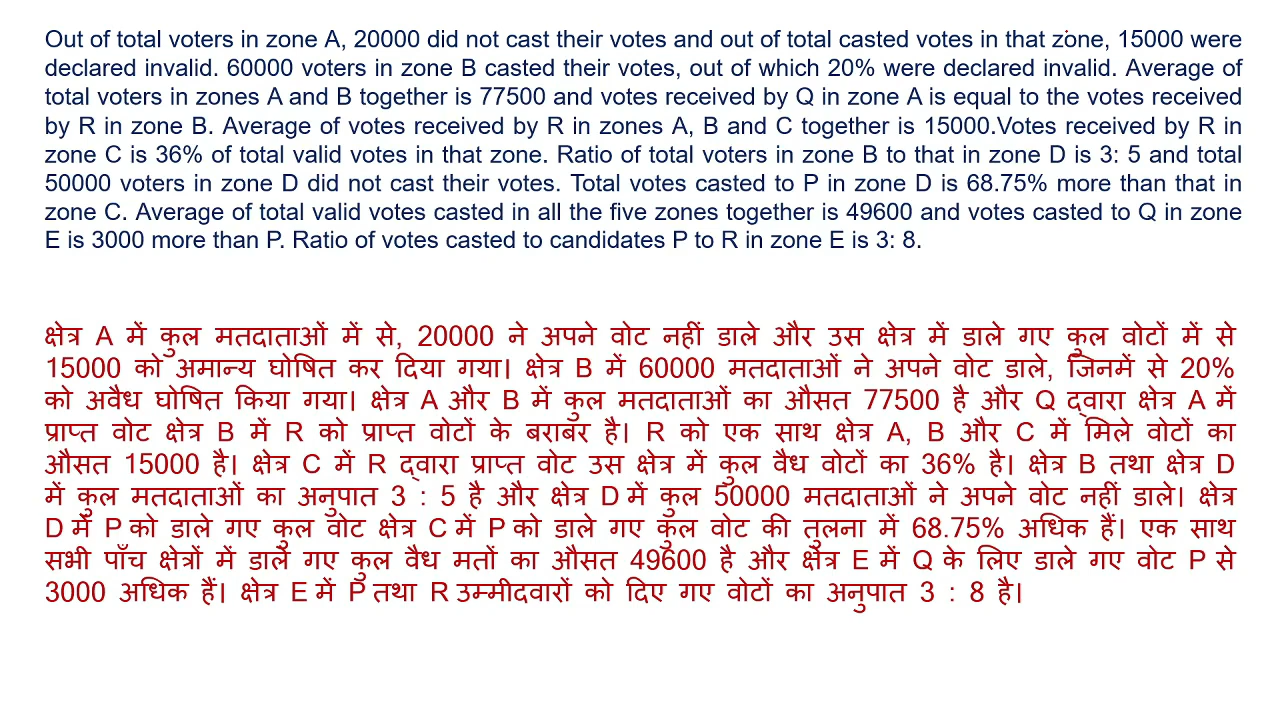 Out of total voters in zone A, 20000 did not cast their votes and out of total casted votes in that zone, 15000 were
declared invalid. 60000 voters in zone B casted their votes, out of which 20% were declared invalid. Average of
total voters in zones A and B together is 77500 and votes received by Q in zone A is equal to the votes received
by R in zone B. Average of votes received by R in zones A, B and C together is 15000.Votes received by R in
zone C is 36% of total valid votes in that zone. Ratio of total voters in zone B to that in zone D is 3: 5 and total
50000 voters in zone D did not cast their votes. Total votes casted to P in zone D is 68.75% more than that in
zone C. Average of total valid votes casted in all the five zones together is 49600 and votes casted to Q in zone
E is 3000 more than P. Ratio of votes casted to candidates P to R in zone E is 3: 8.
क्षेत्र A में कुल मतदाताओं में से, 20000 ने अपने वोट नहीं डाले और उस क्षेत्र में डाले गए कुल वोटों में से
15000 को अमान्य घोषित कर दिया गया। क्षेत्र B में 60000 मतदाताओं ने अपने वोट डाले, जिनमें से 20%
को अवैध घोषित किया गया। क्षेत्र A और B में कुल मतदाताओं का औसत 77500 है और Q द्वारा क्षेत्र A में
प्राप्त वोट क्षेत्र B में R को प्राप्त वोटों के बराबर है। R को एक साथ क्षेत्र A, B और C में मिले वोटों का
औसत 15000 है। क्षेत्र C में R द्वारा प्राप्त वोट उस क्षेत्र में कुल वैध वोटों का 36% है। क्षेत्र B तथा क्षेत्र D
में कुल मतदाताओं का अनुपात 3 : 5 है और क्षेत्र D में कुल 50000 मतदाताओं ने अपने वोट नहीं डाले। क्षेत्र
D में P को डाले गए कुल वोट क्षेत्र C में P को डाले गए कुल वोट की तुलना में 68.75% अधिक हैं। एक साथ
सभी पाँच क्षेत्रों में डाले गए कुल वैध मतों का औसत 49600 है और क्षेत्र E में Q के लिए डाले गए वोट P से
3000 अधिक हैं। क्षेत्र E में P तथा R उम्मीदवारों को दिए गए वोटों का अनुपात 3 : 8 है।